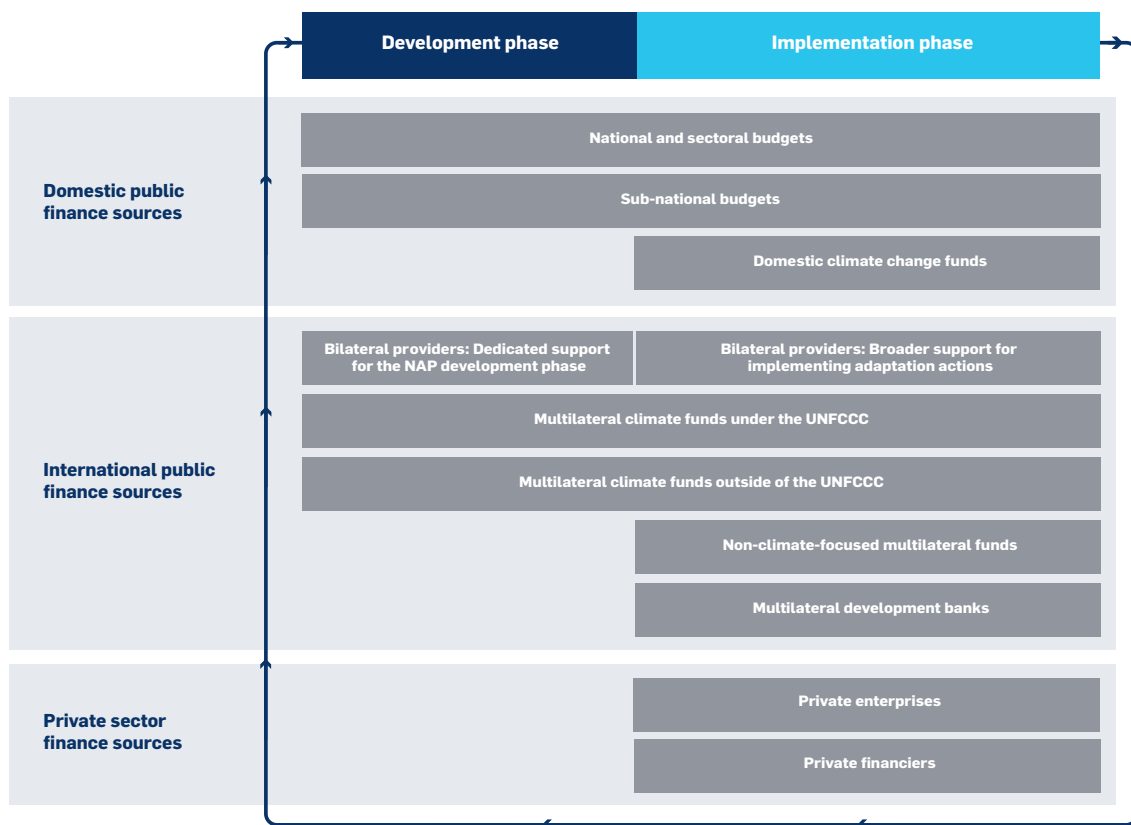 Development phase
Implementation phase
Domestic public
finance sources
National and sectoral budgets
Sub-national budgets
Domestic climate change funds
International public
finance sources
Bilateral providers: Dedicated support
for the NAP development phase
Bilateral providers: Broader support for
implementing adaptation actions
Multilateral climate funds under the UNFCCC
Multilateral climate funds outside of the UNFCCC
Non-climate-focused multilateral funds
Multilateral development banks
Private sector
finance sources
Private enterprises
Private financiers